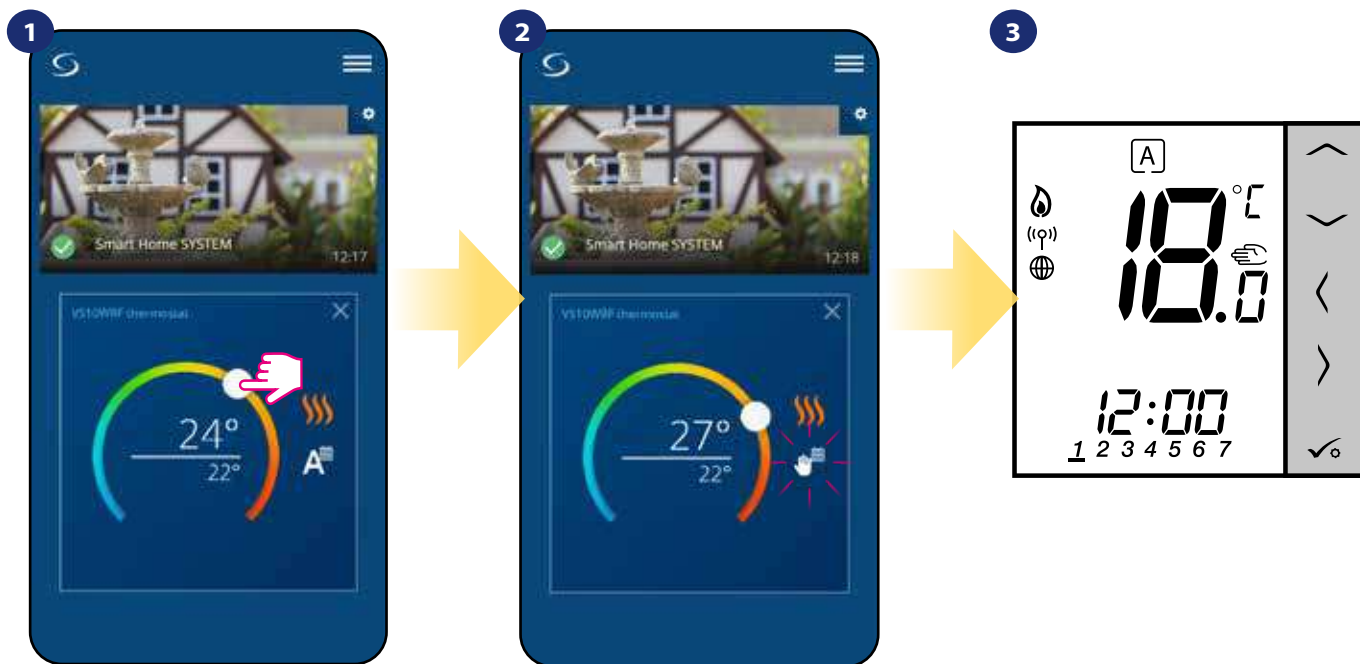 1
Smart Home SYSTEM
12:17
VS10WRF thermostat
24°
22°
A
2
Smart Home SYSTEM
12:18
VS10WRF thermostat
27°
22°
3
A
18.0 °C
12:00
1 2 3 4 5 6 7